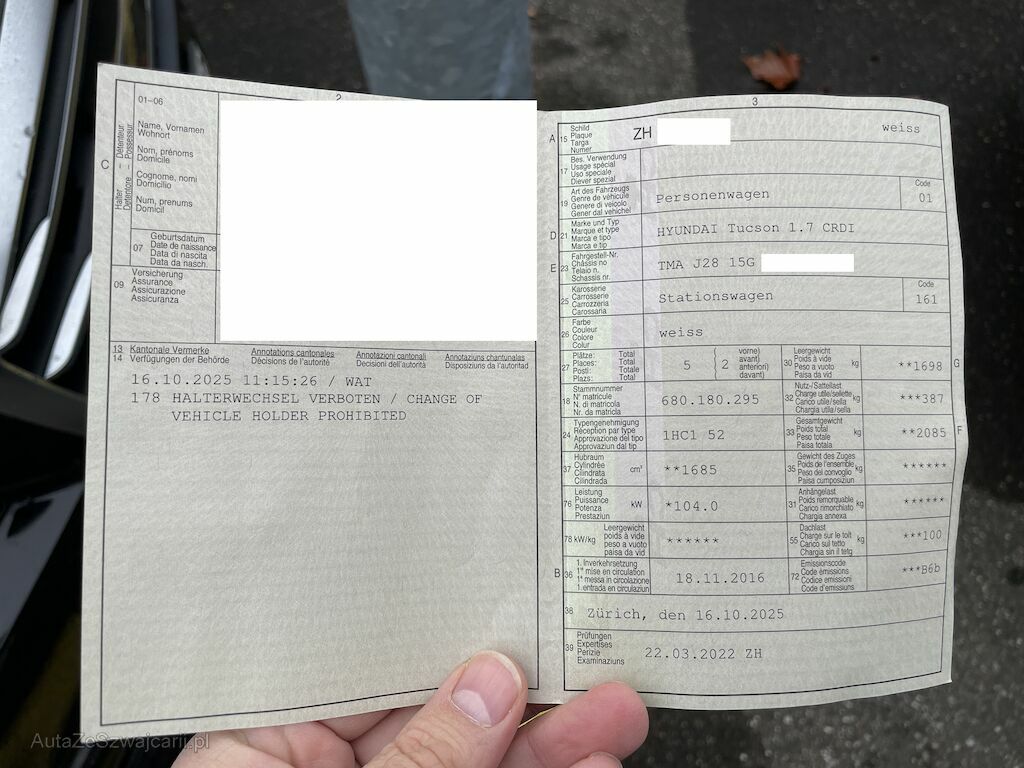 2
01-06
Name, Vornamen
Wohnort
Nom, prénoms
Domicile
Cognome, nomi
Domicilio
Num, prenums
Domicil
C
Halter – Détenteur
Detentore – Possessur
07
Geburtsdatum
Date de naissance
Data di nascita
Data da nasch.
09
Versicherung
Assurance
Assicurazione
Assicuranza
13 Kantonale Vermerke
14 Verfügungen der Behörde
Annotations cantonales
Décisions de l'autorité
Annotazioni cantonali
Decisioni dell'autorità
Annotaziuns chantunalas
Disposiziuns da l'autoritad
16.10.2025 11:15:26 / WAT
178 HALTERWECHSEL VERBOTEN / CHANGE OF
VEHICLE HOLDER PROHIBITED
3
A 15
Schild
Plaque
Targa
Numer
ZH
weiss
17
Bes. Verwendung
Usage spécial
Uso speciale
Diever spezial
19
Art des Fahrzeugs
Genre de véhicule
Genere di veicolo
Gener dal vehichel
Personenwagen
Code
01
D 21
Marke und Typ
Marque et type
Marca e tipo
Marca e tip
HYUNDAI Tucson 1.7 CRDI
E 23
Fahrgestell-Nr.
Châssis no
Telaio n.
Schassis nr.
TMA J28 15G
25
Karosserie
Carrosserie
Carrozzeria
Carossaria
Stationswagen
Code
161
26
Farbe
Couleur
Colore
Colur
weiss
27
Plätze: Total
Places: Total
Posti: Totale
Plazs: Total
5 ( 2
vorne)
avant)
anteriori)
davant)
30
Leergewicht
Poids à vide
Peso a vuoto
Paisa da vid
kg
**1698
G
18
Stammnummer
N° matricule
N. di matricola
Nr. da matricla
680.180.295
32
Nutz-/Sattellast
Charge utile/sellette
Carico utile/sella
Chargia utila/sella
kg
***387
24
Typengenehmigung
Réception par type
Approvazione del tipo
Approvaziun dal tip
1HC1 52
33
Gesamtgewicht
Poids total
Peso totale
Paisa totala
kg
**2085
F
37
Hubraum
Cylindrée
Cilindrata
Cilindrada
cm³
**1685
35
Gewicht des Zuges
Poids de l'ensemble
Peso del convoglio
Paisa cumposiziun
kg
******
76
Leistung
Puissance
Potenza
Prestaziun
kW
*104.0
31
Anhängelast
Poids remorquable
Carico rimorchiato
Chargia annexa
kg
******
78 kW/kg
Leergewicht
poids à vide
peso a vuoto
paisa da vid
******
55
Dachlast
Charge sur le toit
Carico sul tetto
Chargia sin il tetg
kg
***100
B 36
1. Inverkehrsetzung
1re mise en circulation
1a messa in circolazione
1. entrada en circulaziun
18.11.2016
72
Emissionscode
Code émissions
Codice emissioni
Code d'emissiuns
***B6b
38
Zürich, den 16.10.2025
39
Prüfungen
Expertises
Perizie
Examinaziuns
22.03.2022 ZH
AutaZeSzwajcarii.pl